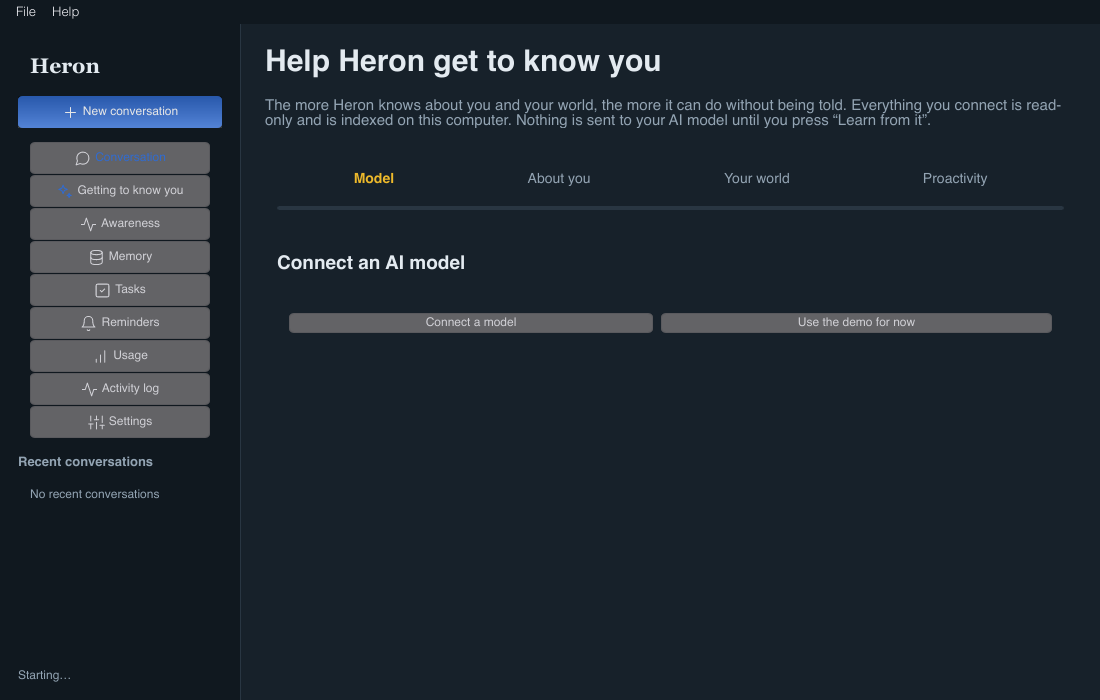 File Help
Heron
New conversation
Conversation
Getting to know you
Awareness
Memory
Tasks
Reminders
Usage
Activity log
Settings
Recent conversations
No recent conversations
Starting…
Help Heron get to know you
The more Heron knows about you and your world, the more it can do without being told. Everything you connect is read-
only and is indexed on this computer. Nothing is sent to your AI model until you press “Learn from it”.
Model About you Your world Proactivity
Connect an AI model
Connect a model Use the demo for now